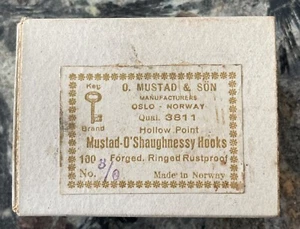 Key
Brand
O. MUSTAD & SON
MANUFACTURERS
OSLO - NORWAY
Qual. 3811
Hollow Point
Mustad-O'Shaughnessy Hooks
100 Forged. Ringed Rustproof
No. 8/0 Made in Norway